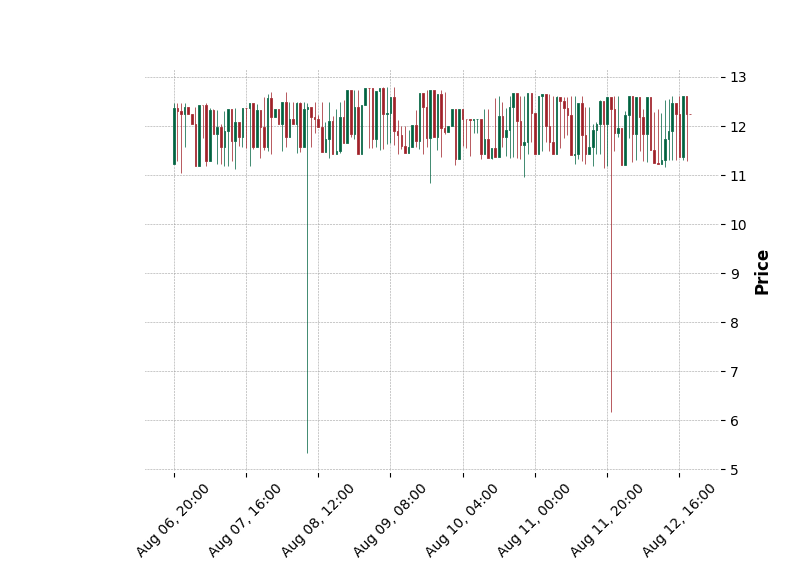 13
12
11
10
9
8
7
6
5
Price
Aug 06, 20:00
Aug 07, 16:00
Aug 08, 12:00
Aug 09, 08:00
Aug 10, 04:00
Aug 11, 00:00
Aug 11, 20:00
Aug 12, 16:00